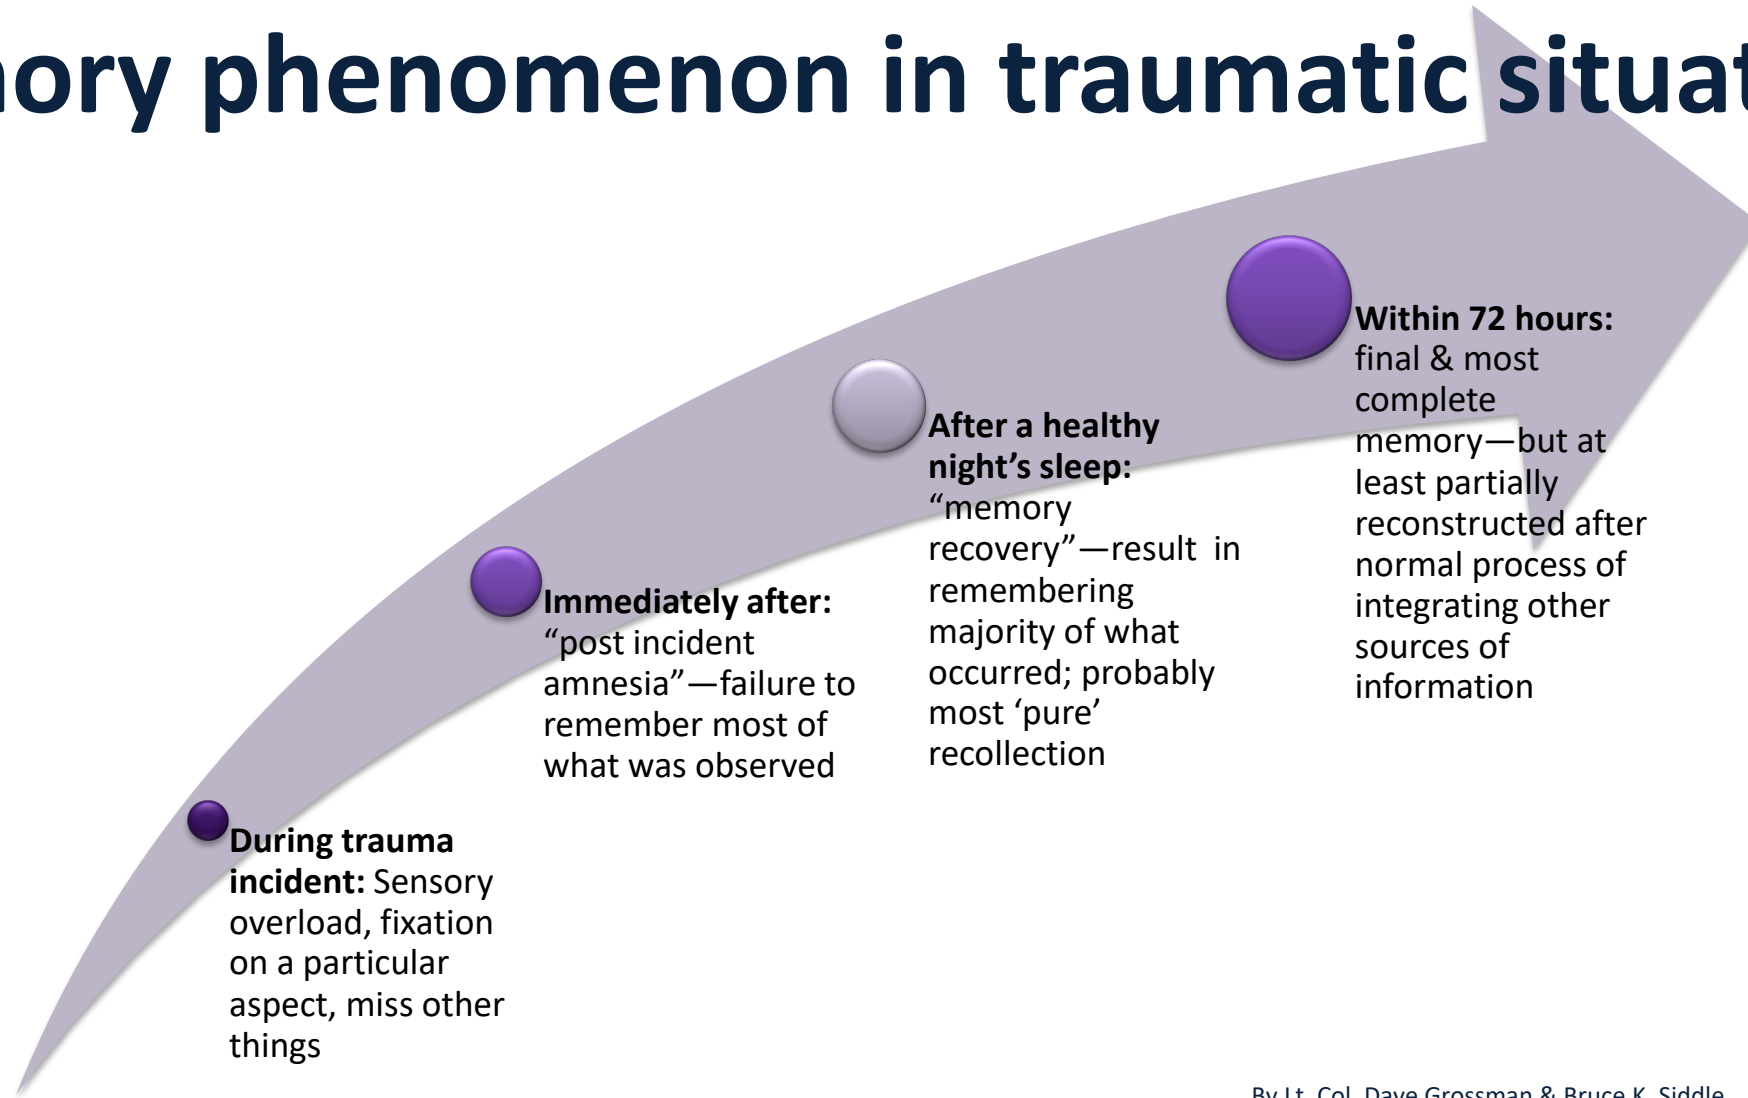 ory phenomenon in traumatic situat
Within 72 hours:
final & most
complete
memory—but at
least partially
reconstructed after
normal process of
integrating other
sources of
information
After a healthy
night’s sleep:
“memory
recovery”—result in
remembering
majority of what
occurred; probably
most ‘pure’
recollection
Immediately after:
“post incident
amnesia”—failure to
remember most of
what was observed
During trauma
incident: Sensory
overload, fixation
on a particular
aspect, miss other
things
By Lt. Col. Dave Grossman & Bruce K. Siddle